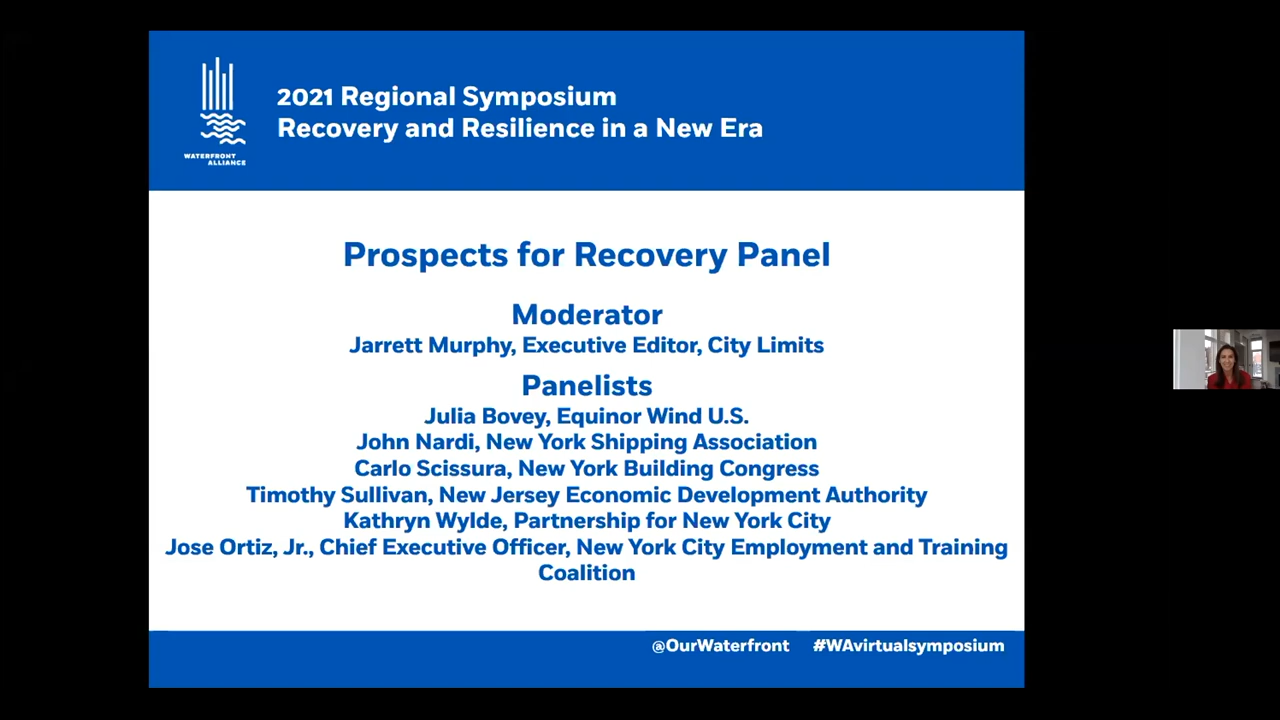 WATERFRONT
ALLIANCE
2021 Regional Symposium
Recovery and Resilience in a New Era
Prospects for Recovery Panel
Moderator
Jarrett Murphy, Executive Editor, City Limits
Panelists
Julia Bovey, Equinor Wind U.S.
John Nardi, New York Shipping Association
Carlo Scissura, New York Building Congress
Timothy Sullivan, New Jersey Economic Development Authority
Kathryn Wylde, Partnership for New York City
Jose Ortiz, Jr., Chief Executive Officer, New York City Employment and Training
Coalition
@OurWaterfront #WAvirtualsymposium